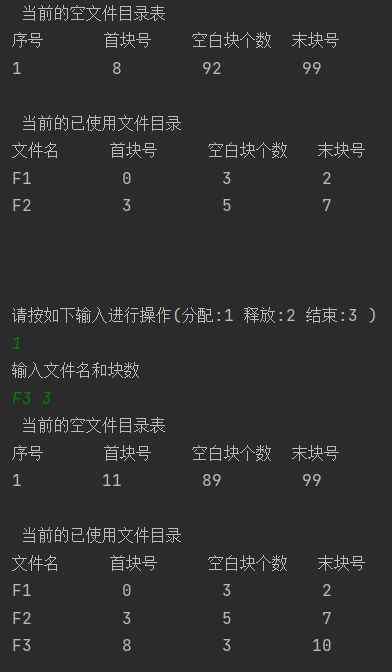 当前的空文件目录表
序号 首块号 空白块个数 末块号
1 8 92 99
当前的已使用文件目录
文件名 首块号 空白块个数 末块号
F1 0 3 2
F2 3 5 7
请按如下输入进行操作(分配:1 释放:2 结束:3 )
1
输入文件名和块数
F3 3
当前的空文件目录表
序号 首块号 空白块个数 末块号
1 11 89 99
当前的已使用文件目录
文件名 首块号 空白块个数 末块号
F1 0 3 2
F2 3 5 7
F3 8 3 10